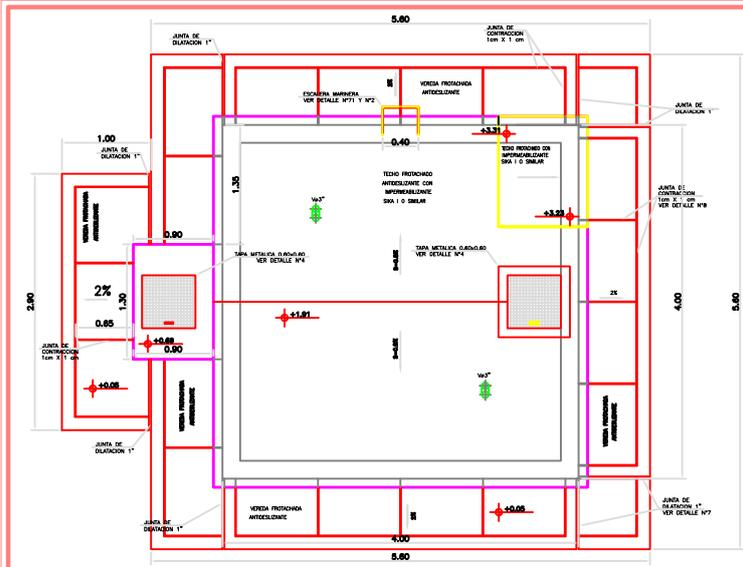 5.60
JUNTA DE
DILATACION 1"
JUNTA DE
CONTRACCION
1cm X 1 cm
VEREDA FROTACHADA
ANTIDESLIZANTE
2%
ESCALERA MARINERA
VER DETALLE N°71 Y N°2
0.40
+3.31
JUNTA DE
DILATACION 1"
1.00
JUNTA DE
DILATACION 1"
1.35
TECHO FROTACHADO
ANTIDESLIZANTE CON
IMPERMEABILIZANTE
SIKA 1 O SIMILAR
TECHO FROTACHADO CON
IMPERMEABILIZANTE
SIKA 1 O SIMILAR
+3.23
JUNTA DE
CONTRACCION
1cm X 1 cm
VER DETALLE N°8
VEREDA FROTACHADA
ANTIDESLIZANTE
0.90
TAPA METALICA 0.60x0.60
VER DETALLE N°4
TAPA METALICA 0.60x0.60
VER DETALLE N°4
2.90
2%
1.30
2%
4.00
5.60
0.65
+1.91
+0.69
0.90
JUNTA DE
CONTRACCION
1cm X 1 cm
+0.05
VEREDA FROTACHADA
ANTIDESLIZANTE
VEREDA FROTACHADA
ANTIDESLIZANTE
JUNTA DE
DILATACION 1"
VEREDA FROTACHADA
ANTIDESLIZANTE
2%
+0.05
JUNTA DE
DILATACION 1"
JUNTA DE
DILATACION 1"
VER DETALLE N°7
4.00
5.60